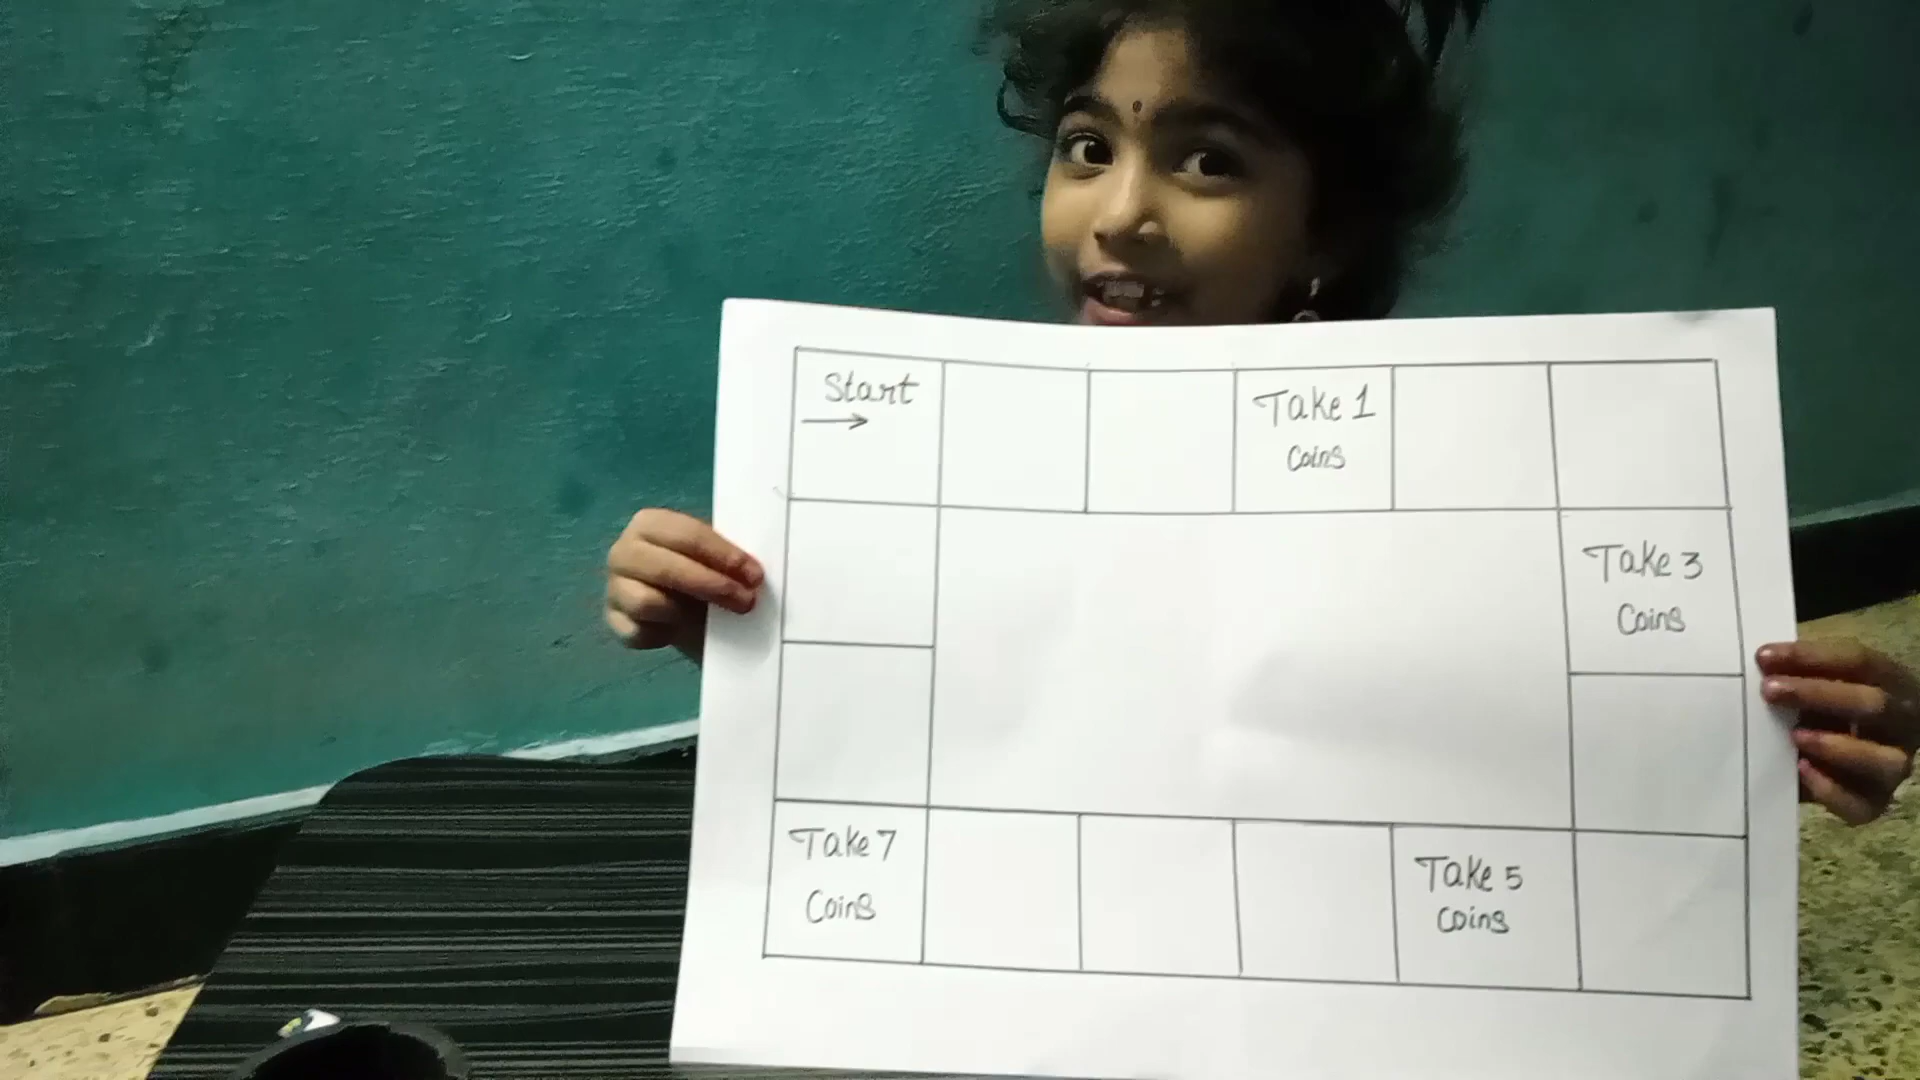 Start
Take 1
Coins
Take 3
Coins
Take 7
Coins
Take 5
Coins